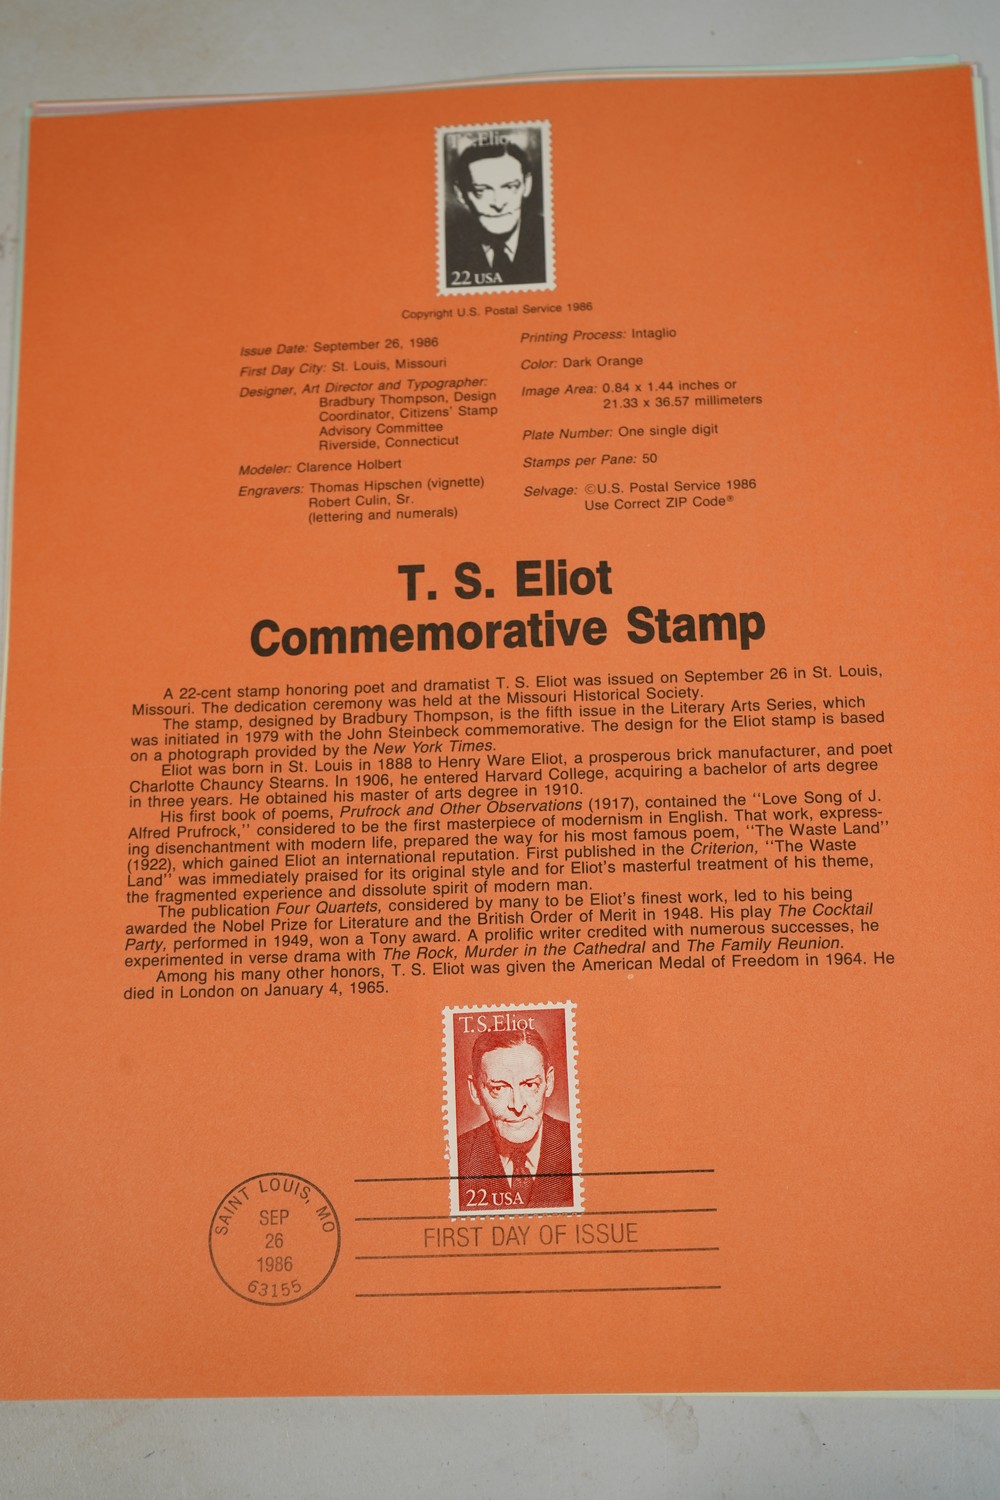 T.S.Eliot
22 USA
Copyright U.S. Postal Service 1986
Issue Date: September 26, 1986
First Day City: St. Louis, Missouri
Designer, Art Director and Typographer:
Bradbury Thompson, Design
Coordinator, Citizens' Stamp
Advisory Committee
Riverside, Connecticut
Modeler: Clarence Holbert
Engravers: Thomas Hipschen (vignette)
Robert Culin, Sr.
(lettering and numerals)
Printing Process: Intaglio
Color: Dark Orange
Image Area: 0.84 x 1.44 inches or
21.33 x 36.57 millimeters
Plate Number: One single digit
Stamps per Pane: 50
Selvage: ©U.S. Postal Service 1986
Use Correct ZIP Code®
T. S. Eliot
Commemorative Stamp
A 22-cent stamp honoring poet and dramatist T. S. Eliot was issued on September 26 in St. Louis,
Missouri. The dedication ceremony was held at the Missouri Historical Society.
The stamp, designed by Bradbury Thompson, is the fifth issue in the Literary Arts Series, which
was initiated in 1979 with the John Steinbeck commemorative. The design for the Eliot stamp is based
on a photograph provided by the New York Times.
Eliot was born in St. Louis in 1888 to Henry Ware Eliot, a prosperous brick manufacturer, and poet
Charlotte Chauncy Stearns. In 1906, he entered Harvard College, acquiring a bachelor of arts degree
in three years. He obtained his master of arts degree in 1910.
His first book of poems, Prufrock and Other Observations (1917), contained the "Love Song of J.
Alfred Prufrock," considered to be the first masterpiece of modernism in English. That work, express-
ing disenchantment with modern life, prepared the way for his most famous poem, "The Waste Land"
(1922), which gained Eliot an international reputation. First published in the Criterion, "The Waste
Land" was immediately praised for its original style and for Eliot's masterful treatment of his theme,
the fragmented experience and dissolute spirit of modern man.
The publication Four Quartets, considered by many to be Eliot's finest work, led to his being
awarded the Nobel Prize for Literature and the British Order of Merit in 1948. His play The Cocktail
Party, performed in 1949, won a Tony award. A prolific writer credited with numerous successes, he
experimented in verse drama with The Rock, Murder in the Cathedral and The Family Reunion.
Among his many other honors, T. S. Eliot was given the American Medal of Freedom in 1964. He
died in London on January 4, 1965.
T.S.Eliot
22 USA
SAINT LOUIS, MO
SEP
26
1986
63155
FIRST DAY OF ISSUE